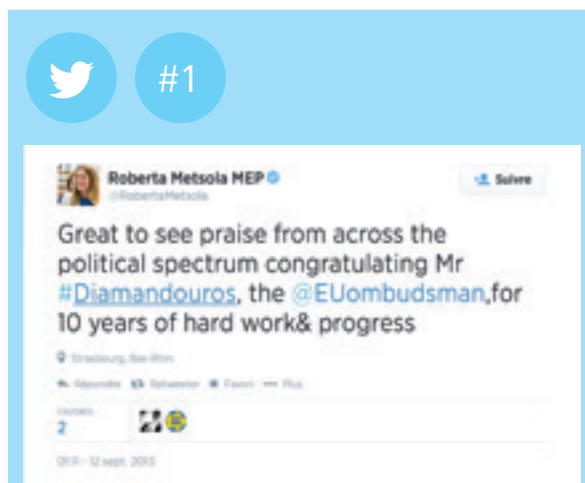 #1
Roberta Metsola MEP
@RobertaMetsola
Suivre
Great to see praise from across the
political spectrum congratulating Mr
#Diamandouros, the @EUombudsman,for
10 years of hard work& progress
Strasbourg, Bas-Rhin
Répondre Retweeter Favori Plus
FAVORIS
2
12 sept. 2013